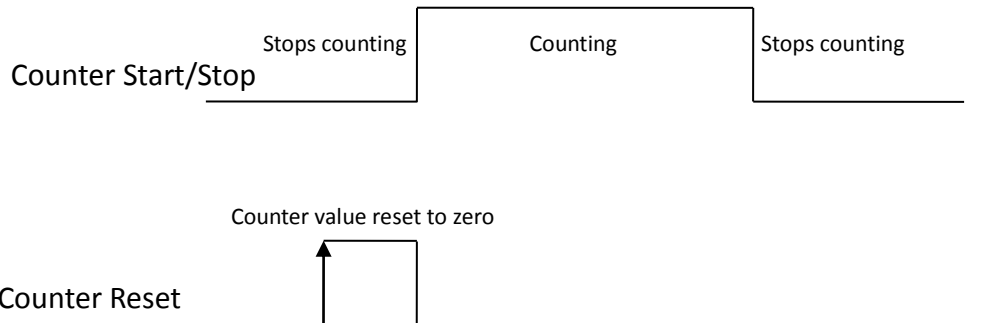 Stops counting
Counting
Stops counting
Counter Start/Stop
Counter value reset to zero
Counter Reset